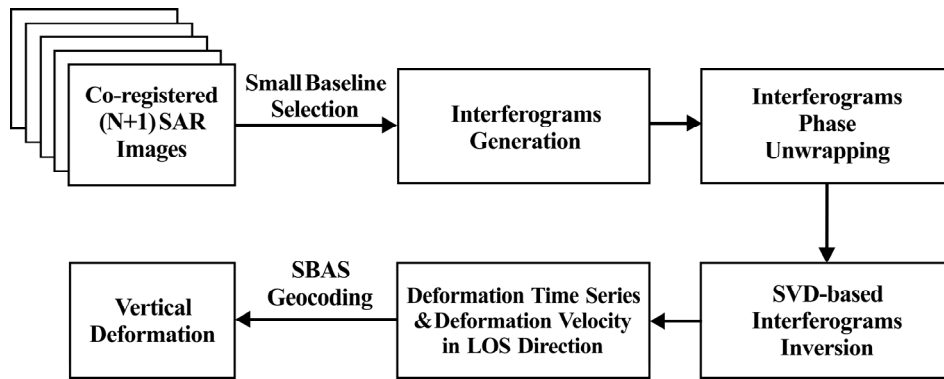 Co-registered
(N+1) SAR
Images
Small Baseline
Selection
Interferograms
Generation
Interferograms
Phase
Unwrapping
SVD-based
Interferograms
Inversion
Deformation Time Series
& Deformation Velocity
in LOS Direction
SBAS
Geocoding
Vertical
Deformation